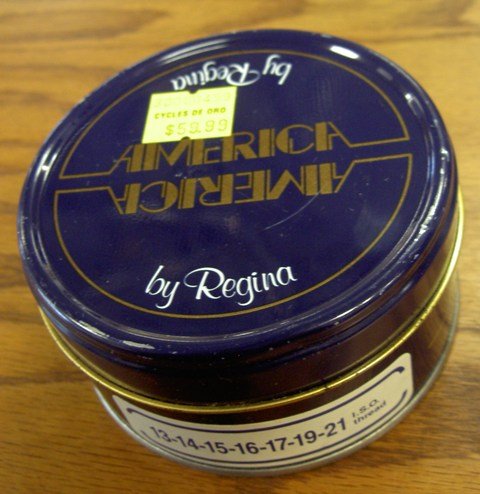 by Regina
CYCLES DE ORO
$59.99
AMERICA
AMERICA
by Regina
13-14-15-16-17-19-21
I.S.O.
thread